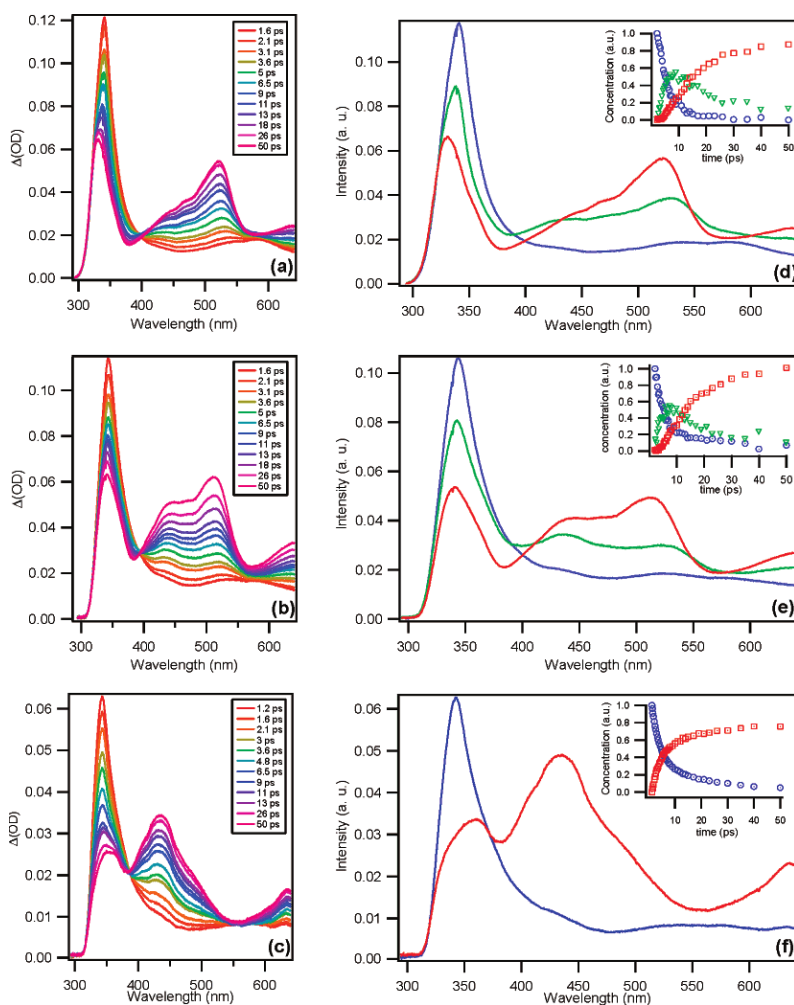 0.12
0.10
0.08
0.06
0.04
0.02
0.00
Δ(OD)
1.6 ps
2.1 ps
3.1 ps
3.6 ps
5 ps
6.5 ps
9 ps
11 ps
13 ps
18 ps
26 ps
50 ps
(a)
300 400 500 600
Wavelength (nm)
0.12
0.10
0.08
0.06
0.04
0.02
0.00
Intensity (a. u.)
Concentration (a.u.)
1.0
0.8
0.6
0.4
0.2
0.0
10 20 30 40 50
time (ps)
(d)
300 350 400 450 500 550 600
Wavelength (nm)
0.10
0.08
0.06
0.04
0.02
0.00
Δ(OD)
1.6 ps
2.1 ps
3.1 ps
3.6 ps
5 ps
6.5 ps
9 ps
11 ps
13 ps
18 ps
26 ps
50 ps
(b)
300 400 500 600
Wavelength (nm)
0.10
0.08
0.06
0.04
0.02
0.00
Intensity (a. u.)
concentration (a.u.)
1.0
0.8
0.6
0.4
0.2
0.0
10 20 30 40 50
time (ps)
(e)
300 350 400 450 500 550 600
Wavelength (nm)
0.06
0.05
0.04
0.03
0.02
0.01
0.00
Δ(OD)
1.2 ps
1.6 ps
2.1 ps
3 ps
3.6 ps
4.8 ps
6.5 ps
9 ps
11 ps
13 ps
26 ps
50 ps
(c)
300 400 500 600
Wavelength (nm)
0.06
0.05
0.04
0.03
0.02
0.01
0.00
Intensity (a. u.)
Concentration (a.u.)
1.0
0.8
0.6
0.4
0.2
0.0
10 20 30 40 50
time (ps)
(f)
300 350 400 450 500 550 600
Wavelength (nm)